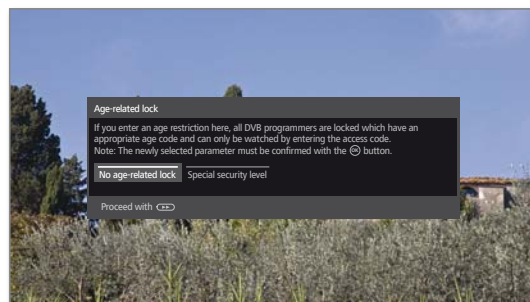 Age-related lock
If you enter an age restriction here, all DVB programmers are locked which have an
appropriate age code and can only be watched by entering the access code.
Note: The newly selected parameter must be confirmed with the OK button.
No age-related lock Special security level
Proceed with